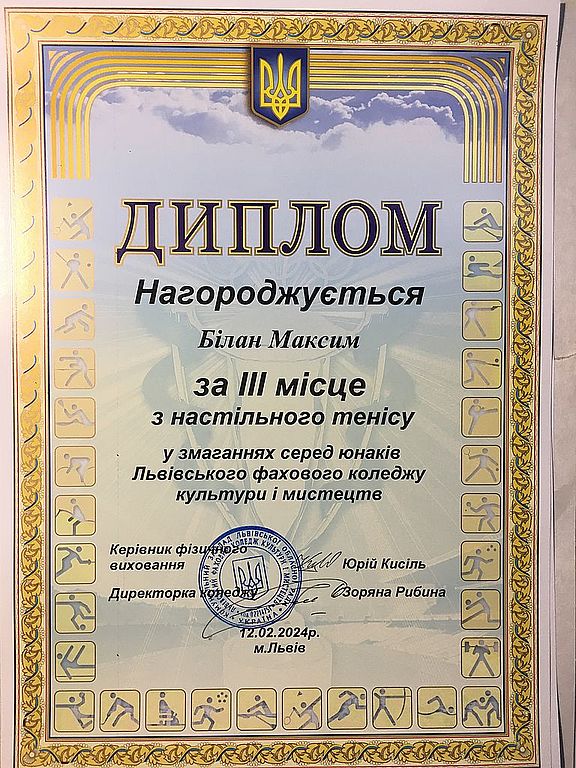 ДИПЛОМ
Нагороджується
Білан Максим
за III місце
з настільного тенісу
у змаганнях серед юнаків
Львівського фахового коледжу
культури і мистецтв
Керівник фізичного
виховання Юрій Кисіль
Директорка коледжу Зоряна Рибина
12.02.2024р.
м.Львів